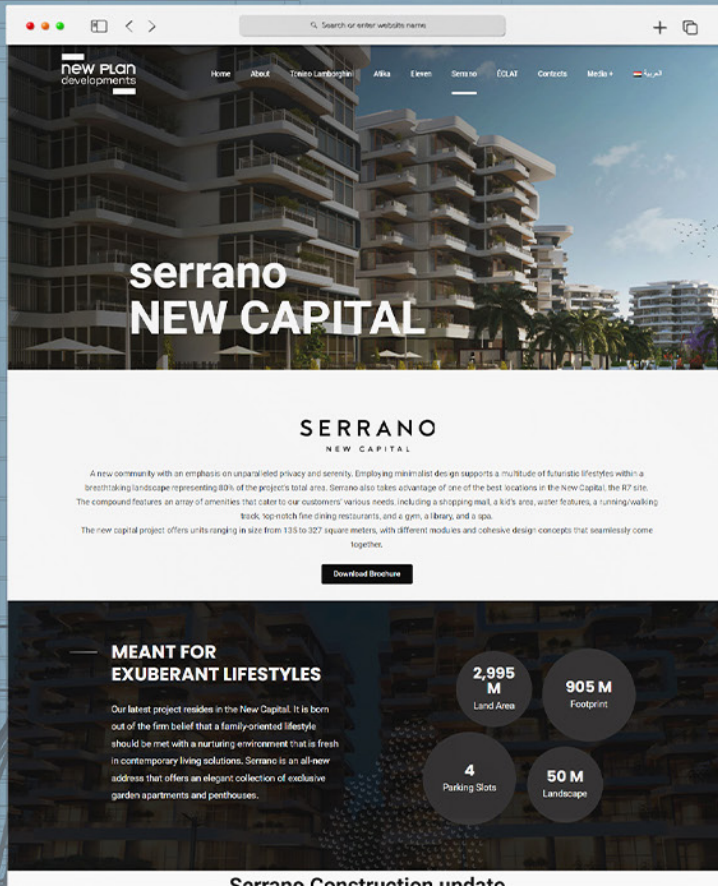 Search or enter website name
new PLan
developments
Home About Tonino Lamborghini Atika Eleven Serrano ÉCLAT Contacts Media + العربية
serrano
NEW CAPITAL
SERRANO
NEW CAPITAL
A new community with an emphasis on unparalleled privacy and serenity. Employing minimalist design supports a multitude of futuristic lifestyles within a
breathtaking landscape representing 80% of the project's total area. Serrano also takes advantage of one of the best locations in the New Capital, the R7 site.
The compound features an array of amenities that cater to our customers' various needs, including a shopping mall, a kid's area, water features, a running/walking
track, top-notch fine dining restaurants, and a gym, a library, and a spa.
The new capital project offers units ranging in size from 135 to 327 square meters, with different modules and cohesive design concepts that seamlessly come
together.
Download Brochure
MEANT FOR
EXUBERANT LIFESTYLES
Our latest project resides in the New Capital. It is born
out of the firm belief that a family-oriented lifestyle
should be met with a nurturing environment that is fresh
in contemporary living solutions. Serrano is an all-new
address that offers an elegant collection of exclusive
garden apartments and penthouses.
2,995
M
Land Area
905 M
Footprint
4
Parking Slots
50 M
Landscape
Serrano Construction update